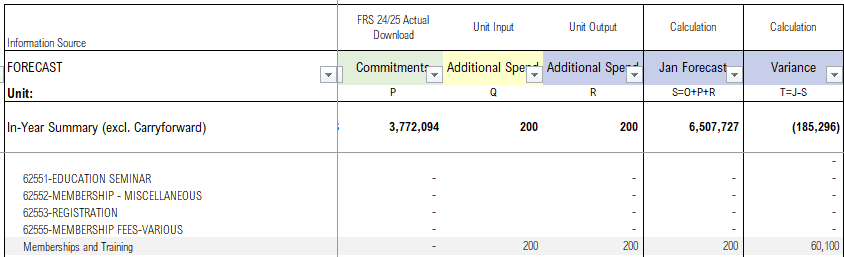 FRS 24/25 Actual Download Unit Input Unit Output Calculation Calculation
Information Source
FORECAST Commitments Additional Spend Additional Spend Jan Forecast Variance
Unit: P Q R S=O+P+R T=J-S
In-Year Summary (excl. Carryforward) 3,772,094 200 200 6,507,727 (185,296)
-
62551-EDUCATION SEMINAR - - - - -
62552-MEMBERSHIP - MISCELLANEOUS - - - - -
62553-REGISTRATION - - - - -
62555-MEMBERSHIP FEES-VARIOUS - - - - -
Memberships and Training - 200 200 200 60,100